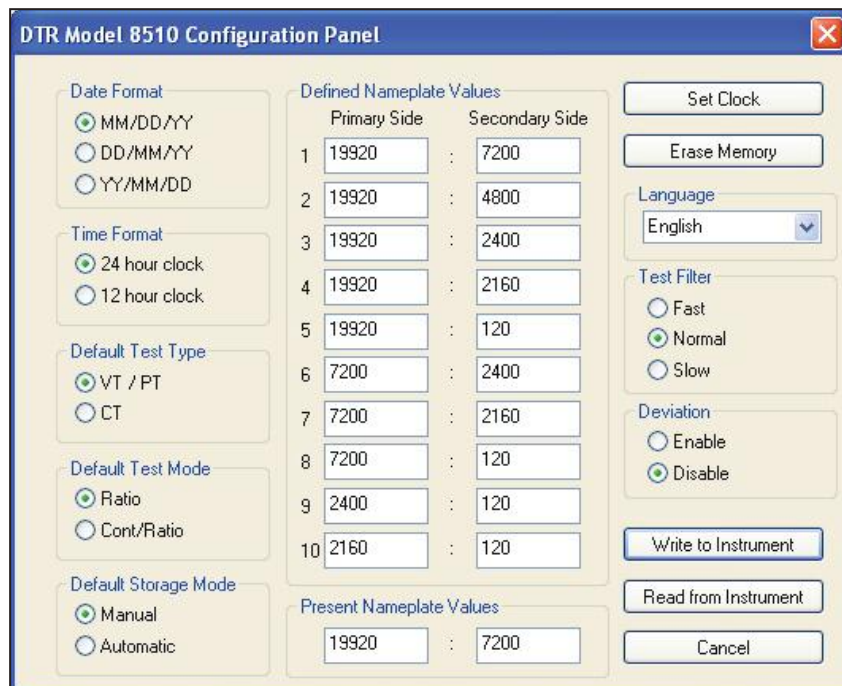 DTR Model 8510 Configuration Panel
Date Format
MM/DD/YY
DD/MM/YY
YY/MM/DD
Time Format
24 hour clock
12 hour clock
Default Test Type
VT / PT
CT
Default Test Mode
Ratio
Cont/Ratio
Default Storage Mode
Manual
Automatic
Defined Nameplate Values
Primary Side Secondary Side
1 19920 : 7200
2 19920 : 4800
3 19920 : 2400
4 19920 : 2160
5 19920 : 120
6 7200 : 2400
7 7200 : 2160
8 7200 : 120
9 2400 : 120
10 2160 : 120
Present Nameplate Values
19920 : 7200
Set Clock
Erase Memory
Language
English
Test Filter
Fast
Normal
Slow
Deviation
Enable
Disable
Write to Instrument
Read from Instrument
Cancel